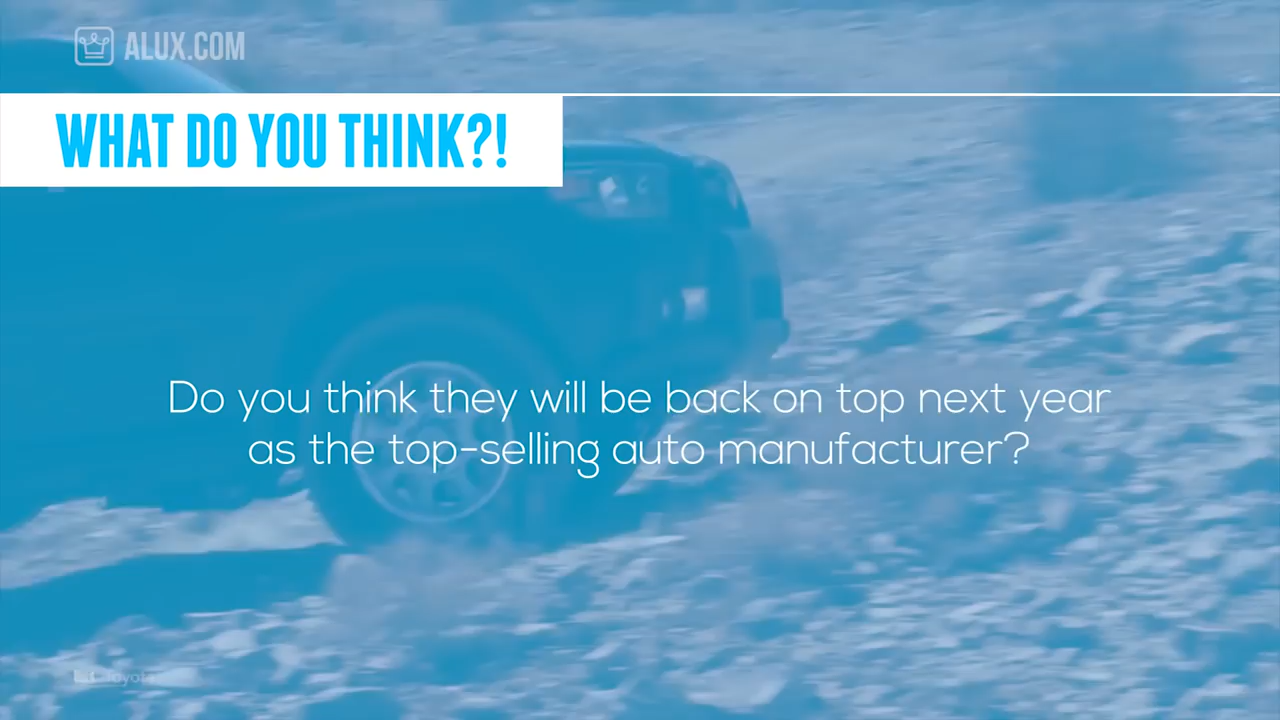 ALUX.COM
WHAT DO YOU THINK?!
Do you think they will be back on top next year
as the top-selling auto manufacturer?
Toyota